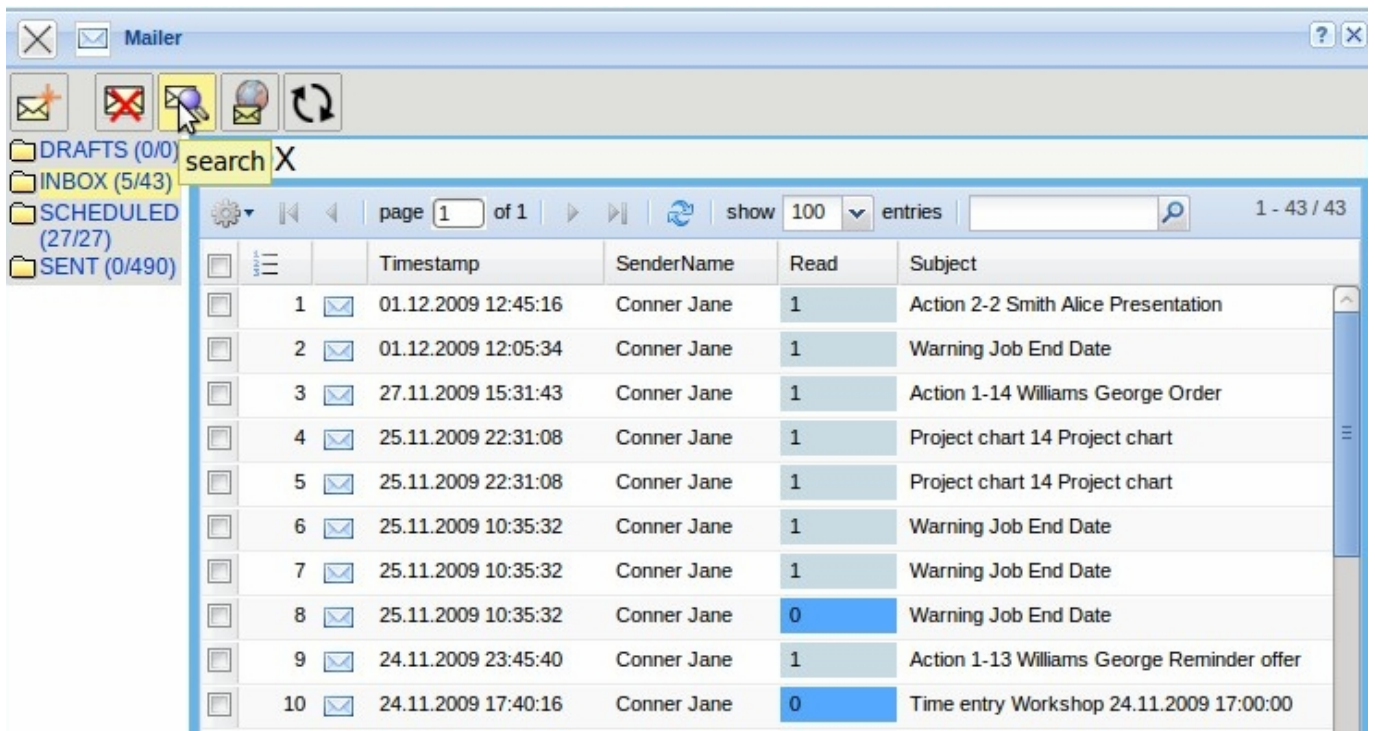 Mailer
?
DRAFTS (0/0)
search X
INBOX (5/43)
SCHEDULED
(27/27)
SENT (0/490)
page 1 of 1 show 100 entries 1 - 43 / 43
Timestamp SenderName Read Subject
1 01.12.2009 12:45:16 Conner Jane 1 Action 2-2 Smith Alice Presentation
2 01.12.2009 12:05:34 Conner Jane 1 Warning Job End Date
3 27.11.2009 15:31:43 Conner Jane 1 Action 1-14 Williams George Order
4 25.11.2009 22:31:08 Conner Jane 1 Project chart 14 Project chart
5 25.11.2009 22:31:08 Conner Jane 1 Project chart 14 Project chart
6 25.11.2009 10:35:32 Conner Jane 1 Warning Job End Date
7 25.11.2009 10:35:32 Conner Jane 1 Warning Job End Date
8 25.11.2009 10:35:32 Conner Jane 0 Warning Job End Date
9 24.11.2009 23:45:40 Conner Jane 1 Action 1-13 Williams George Reminder offer
10 24.11.2009 17:40:16 Conner Jane 0 Time entry Workshop 24.11.2009 17:00:00